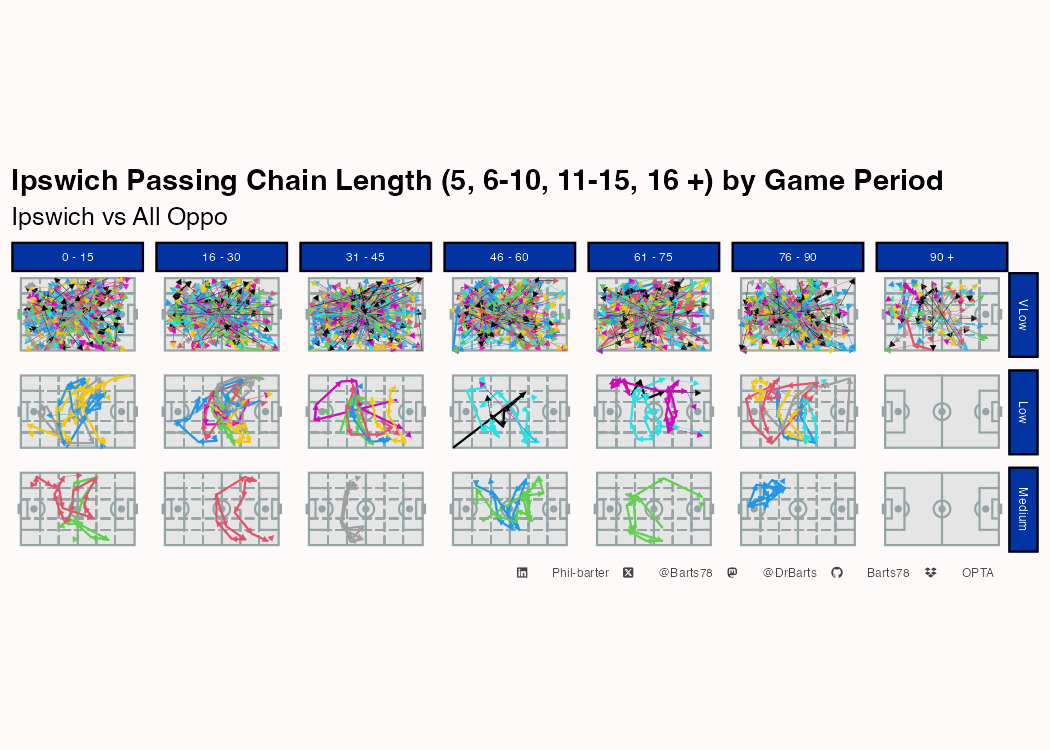 Ipswich Passing Chain Length (5, 6-10, 11-15, 16 +) by Game Period
Ipswich vs All Oppo
0 - 15 16 - 30 31 - 45 46 - 60 61 - 75 76 - 90 90 +
VLow
Low
Medium
Phil-barter @Barts78 @DrBarts Barts78 OPTA